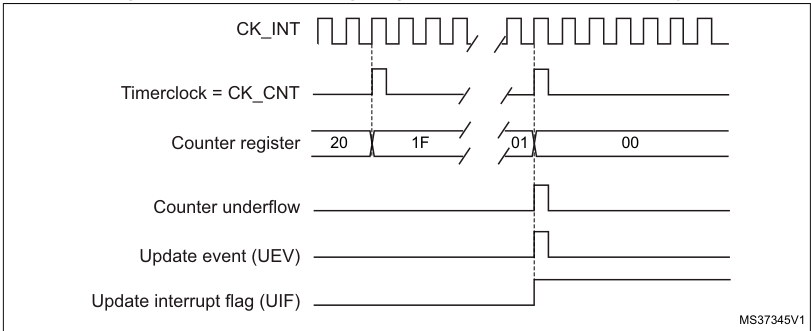 CK_INT
Timerclock = CK_CNT
Counter register 20 1F 01 00
Counter underflow
Update event (UEV)
Update interrupt flag (UIF)
MS37345V1